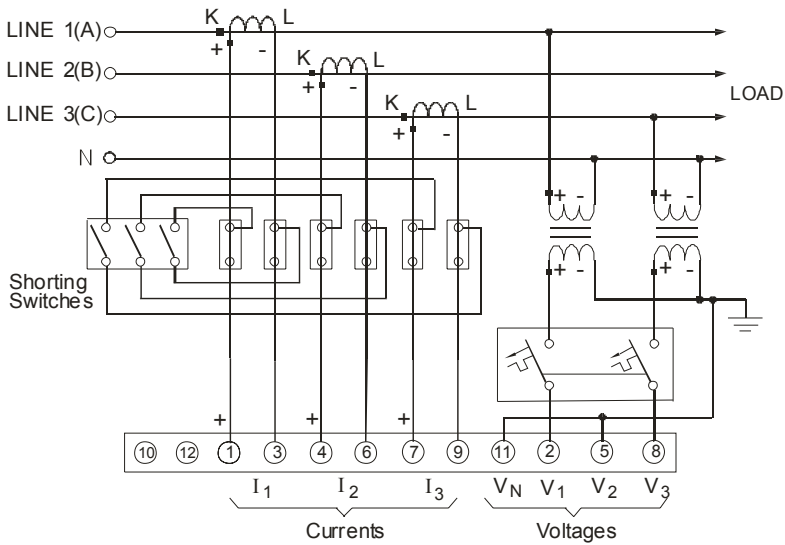 K L
LINE 1(A)
+ -
K L
LINE 2(B)
+ -
LOAD
K L
LINE 3(C)
+ -
N
+ - + -
+ - + -
Shorting
Switches
+ + +
10 12 1 3 4 6 7 9 11 2 5 8
I1 I2 I3 VN V1 V2 V3
Currents Voltages